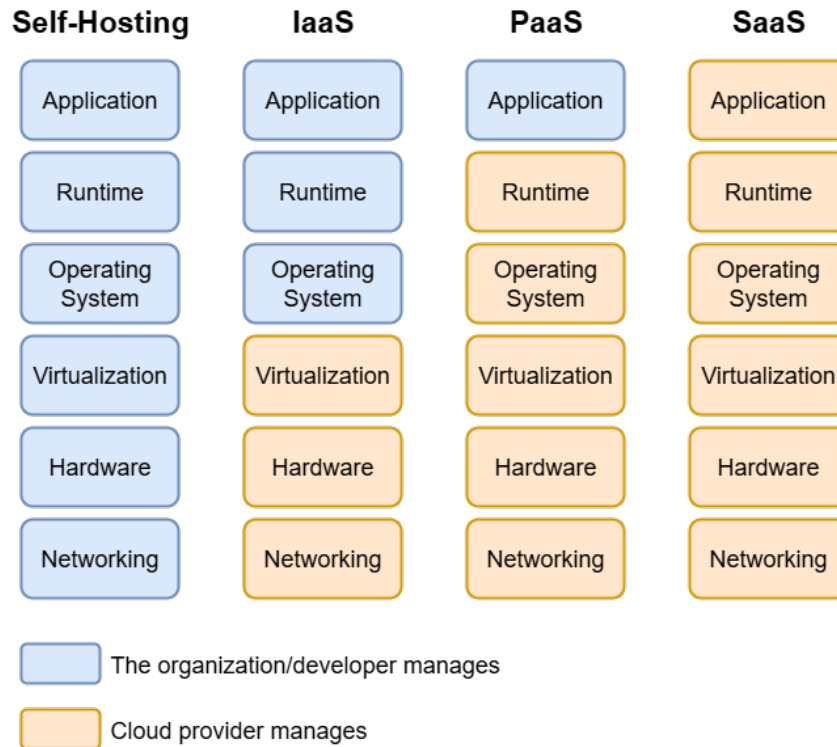 Self-Hosting IaaS PaaS SaaS
Application Application Application Application
Runtime Runtime Runtime Runtime
Operating Operating Operating Operating
System System System System
Virtualization Virtualization Virtualization Virtualization
Hardware Hardware Hardware Hardware
Networking Networking Networking Networking
The organization/developer manages
Cloud provider manages